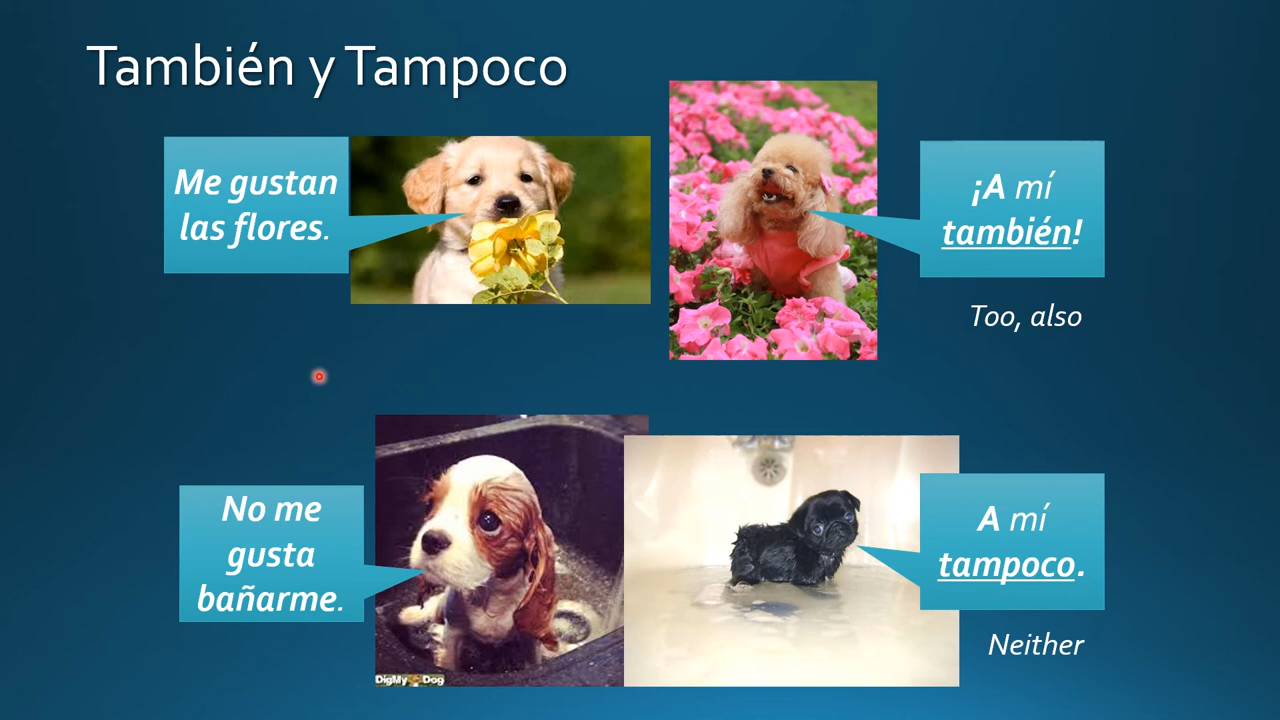 También y Tampoco
Me gustan
las flores.
¡A mí
también!
Too, also
No me
gusta
bañarme.
A mí
tampoco.
Neither
DigMy Dog